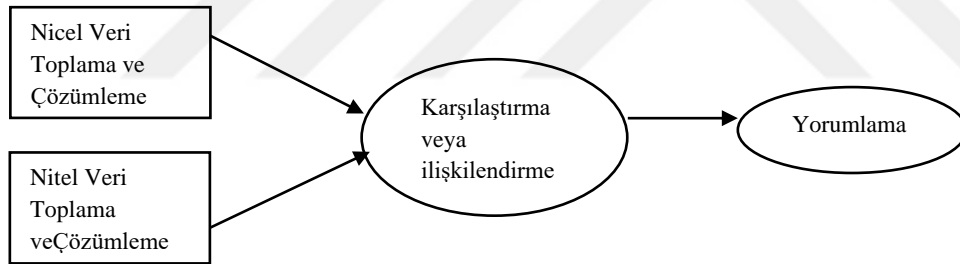 Nicel Veri
Toplama ve
Çözümleme
Nitel Veri
Toplama
veÇözümleme
Karşılaştırma
veya
ilişkilendirme
Yorumlama